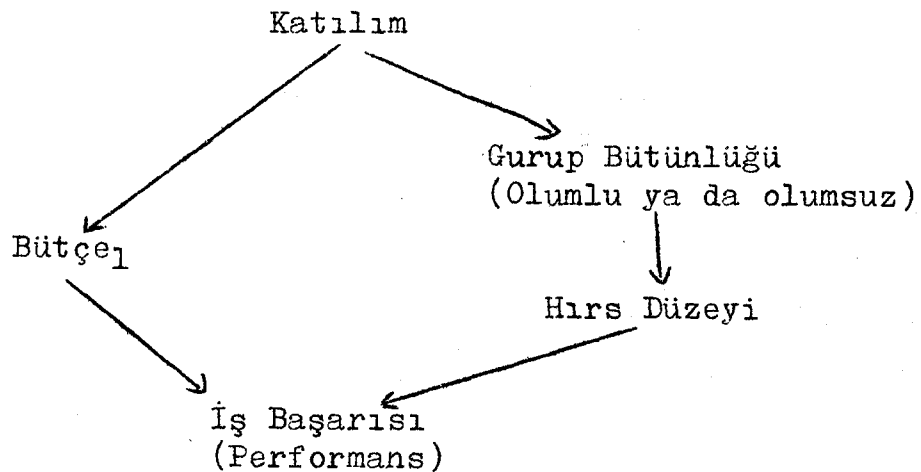 Katılım
Gurup Bütünlüğü
(Olumlu ya da olumsuz)
Bütçe1
Hırs Düzeyi
İş Başarısı
(Performans)